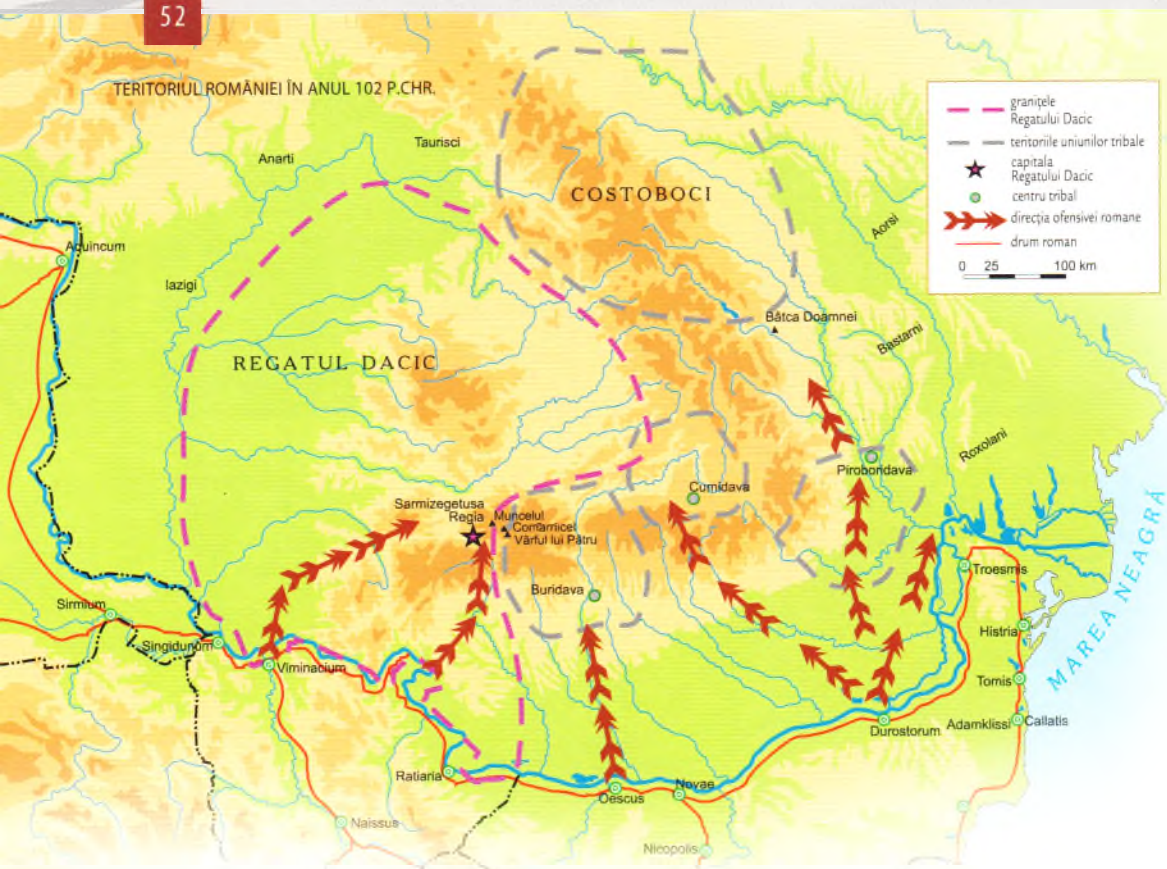 52
TERITORIUL ROMÂNIEI ÎN ANUL 102 P.CHR.
granițele
Regatului Dacic
teritoriile uniunilor tribale
capitala
Regatului Dacic
centru tribal
direcția ofensivei romane
drum roman
0 25 100 km
Taurisci
Anarti
COSTOBOCI
Aorsi
Aquincum
Iazigi
Bâtca Doamnei
Bastarni
REGATUL DACIC
Roxolani
Piroboridava
Cumidava
Sarmizegetusa
Regia
Muncelul
Comarnicel
Vârful lui Pătru
MAREA NEAGRĂ
Troesmis
Buridava
Sirmium
Histria
Singidunum
Viminacium
Tomis
Durostorum
Adamklissi
Callatis
Ratiaria
Novae
Oescus
Naissus
Nicopolis